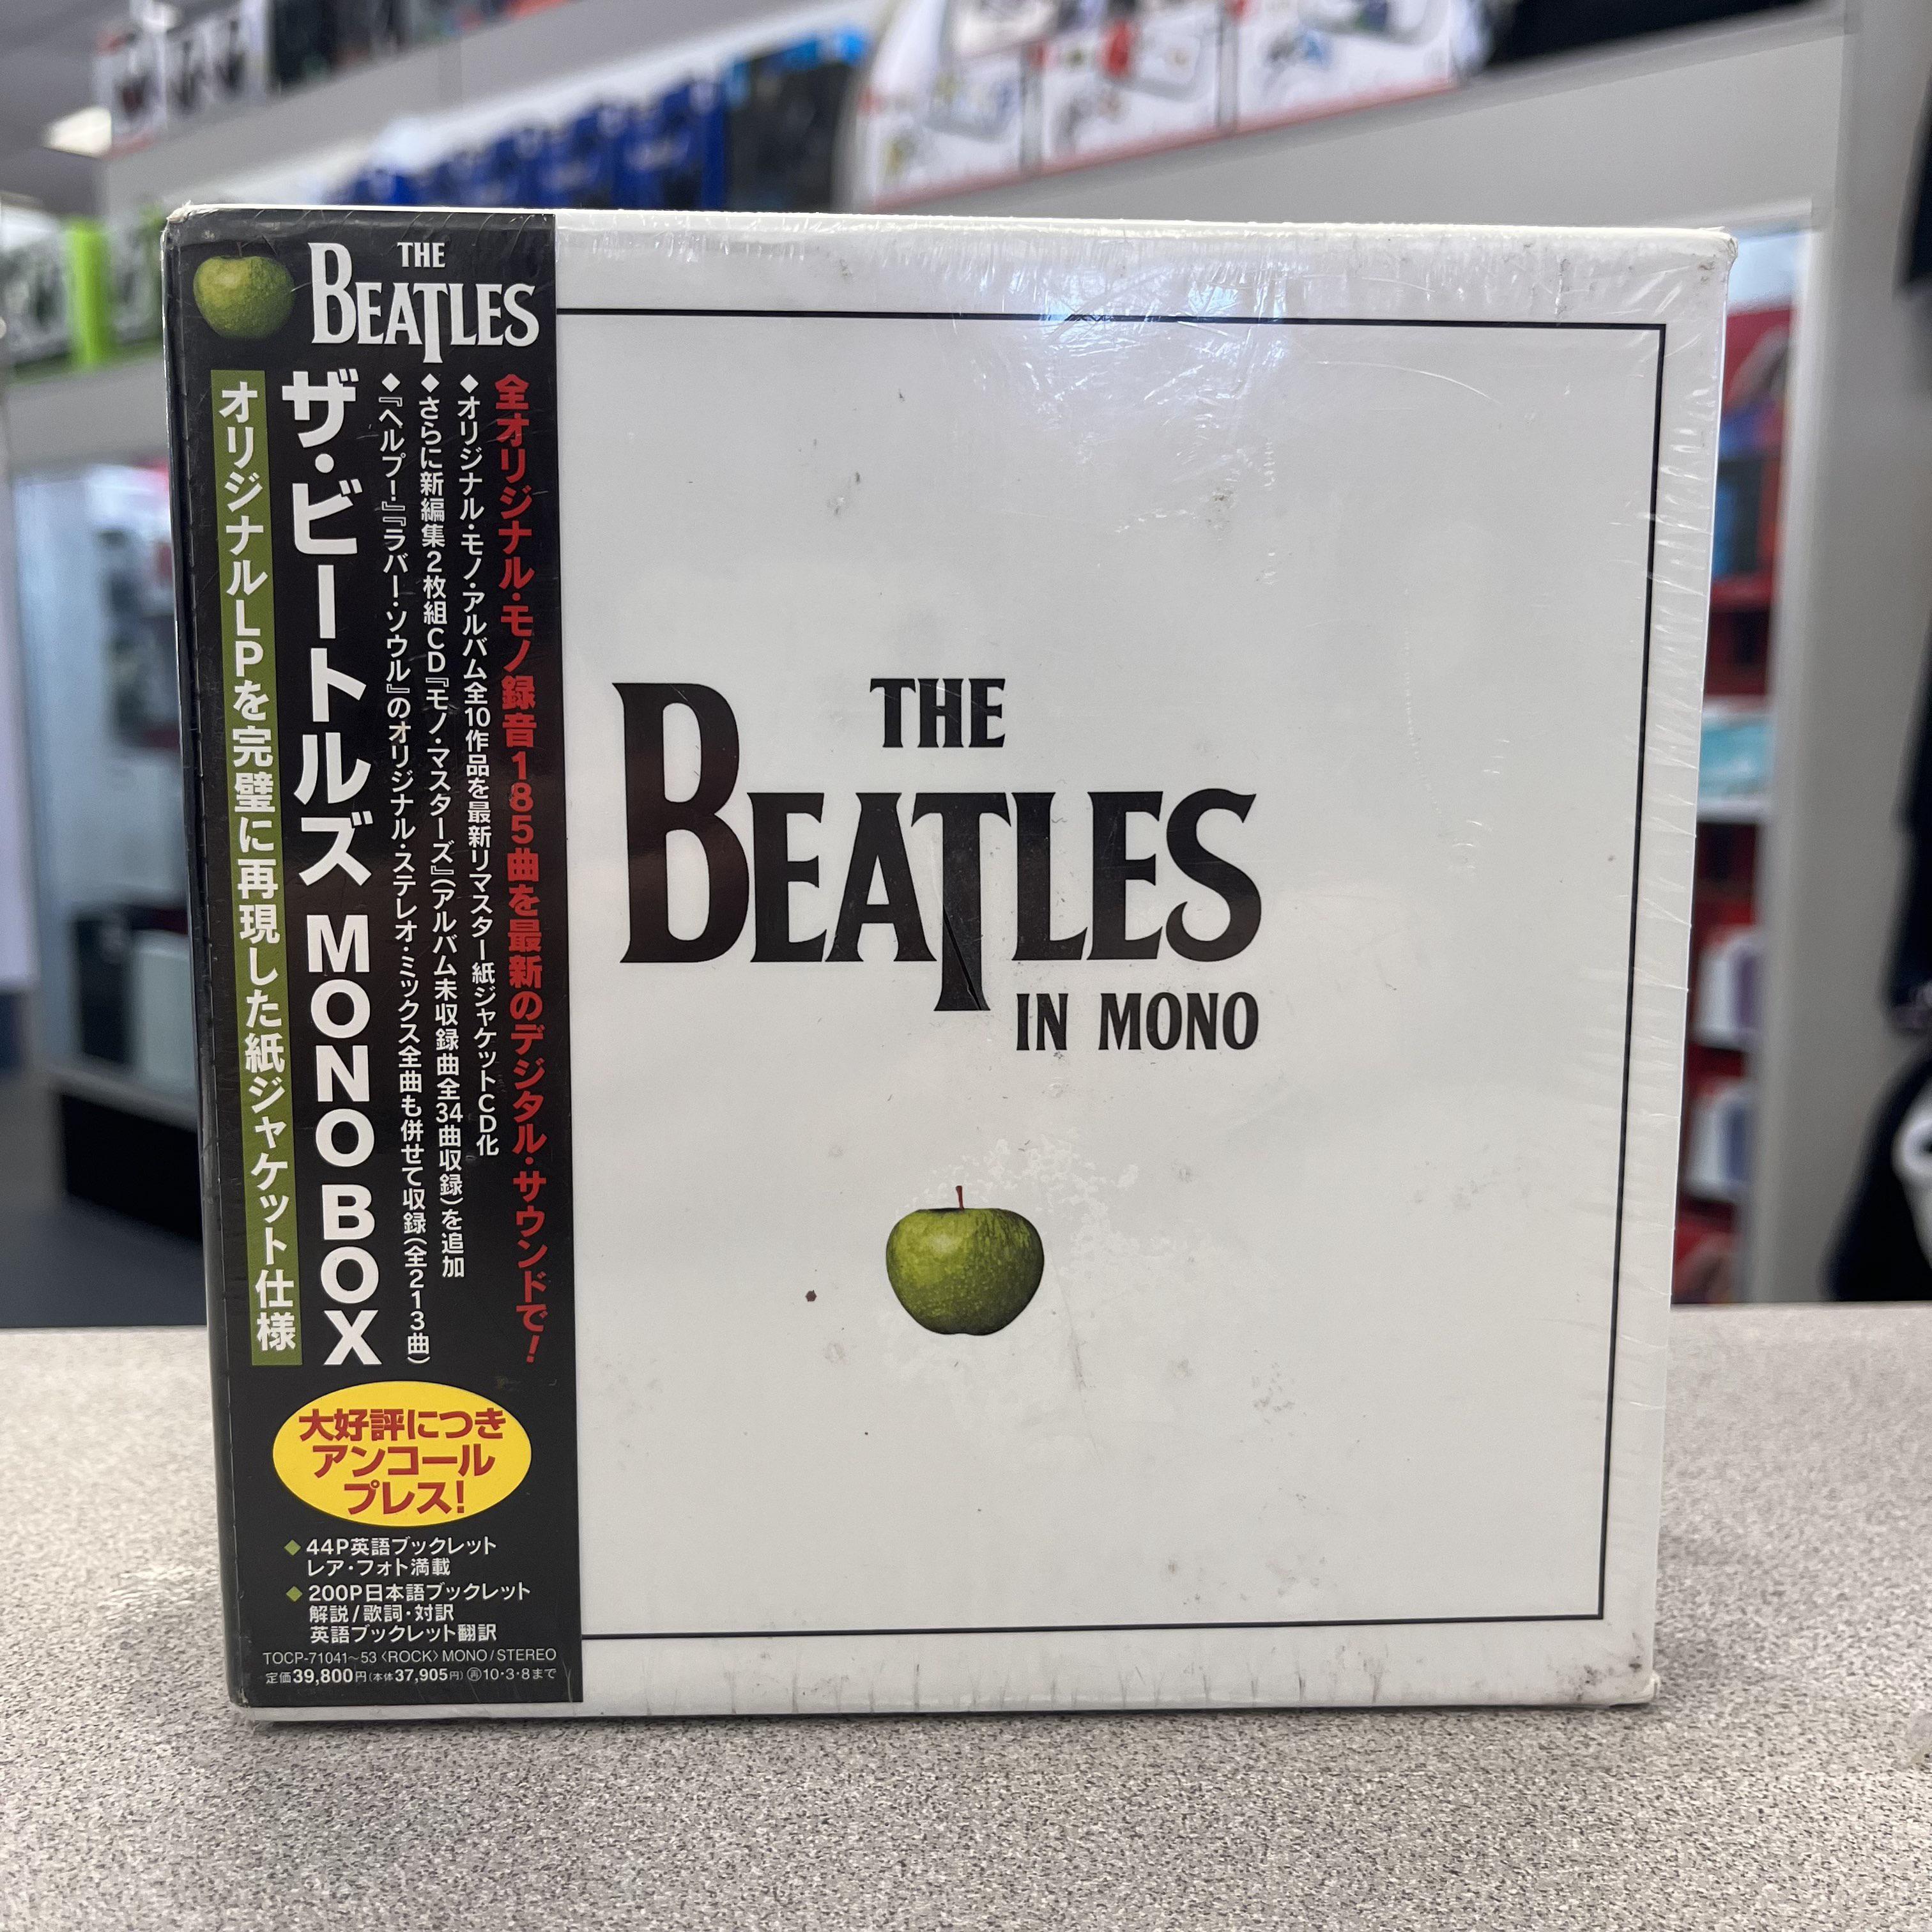 THE
BEATLES
全オリジナル・モノ録音185曲を最新のデジタル・サウンドで!
◆オリジナル・モノ・アルバム全10作品を最新リマスター紙ジャケットCD化
◆さらに新編集2枚組CD『モノ・マスターズ』(アルバム未収録曲全34曲収録)を追加
◆『ヘルプ!』『ラバー・ソウル』のオリジナル・ステレオ・ミックス全曲も併せて収録(全213曲)
ザ・ビートルズ MONO BOX
オリジナルLPを完璧に再現した紙ジャケット仕様
大好評につき
アンコール
プレス!
◆44P英語ブックレット
レア・フォト満載
◆200P日本語ブックレット
解説/歌詞・対訳
英語ブックレット翻訳
TOCP-71041~53〈ROCK〉MONO/STEREO
定価39,800円(本体37,905円)㊂10・3・8まで
THE
BEATLES
IN MONO